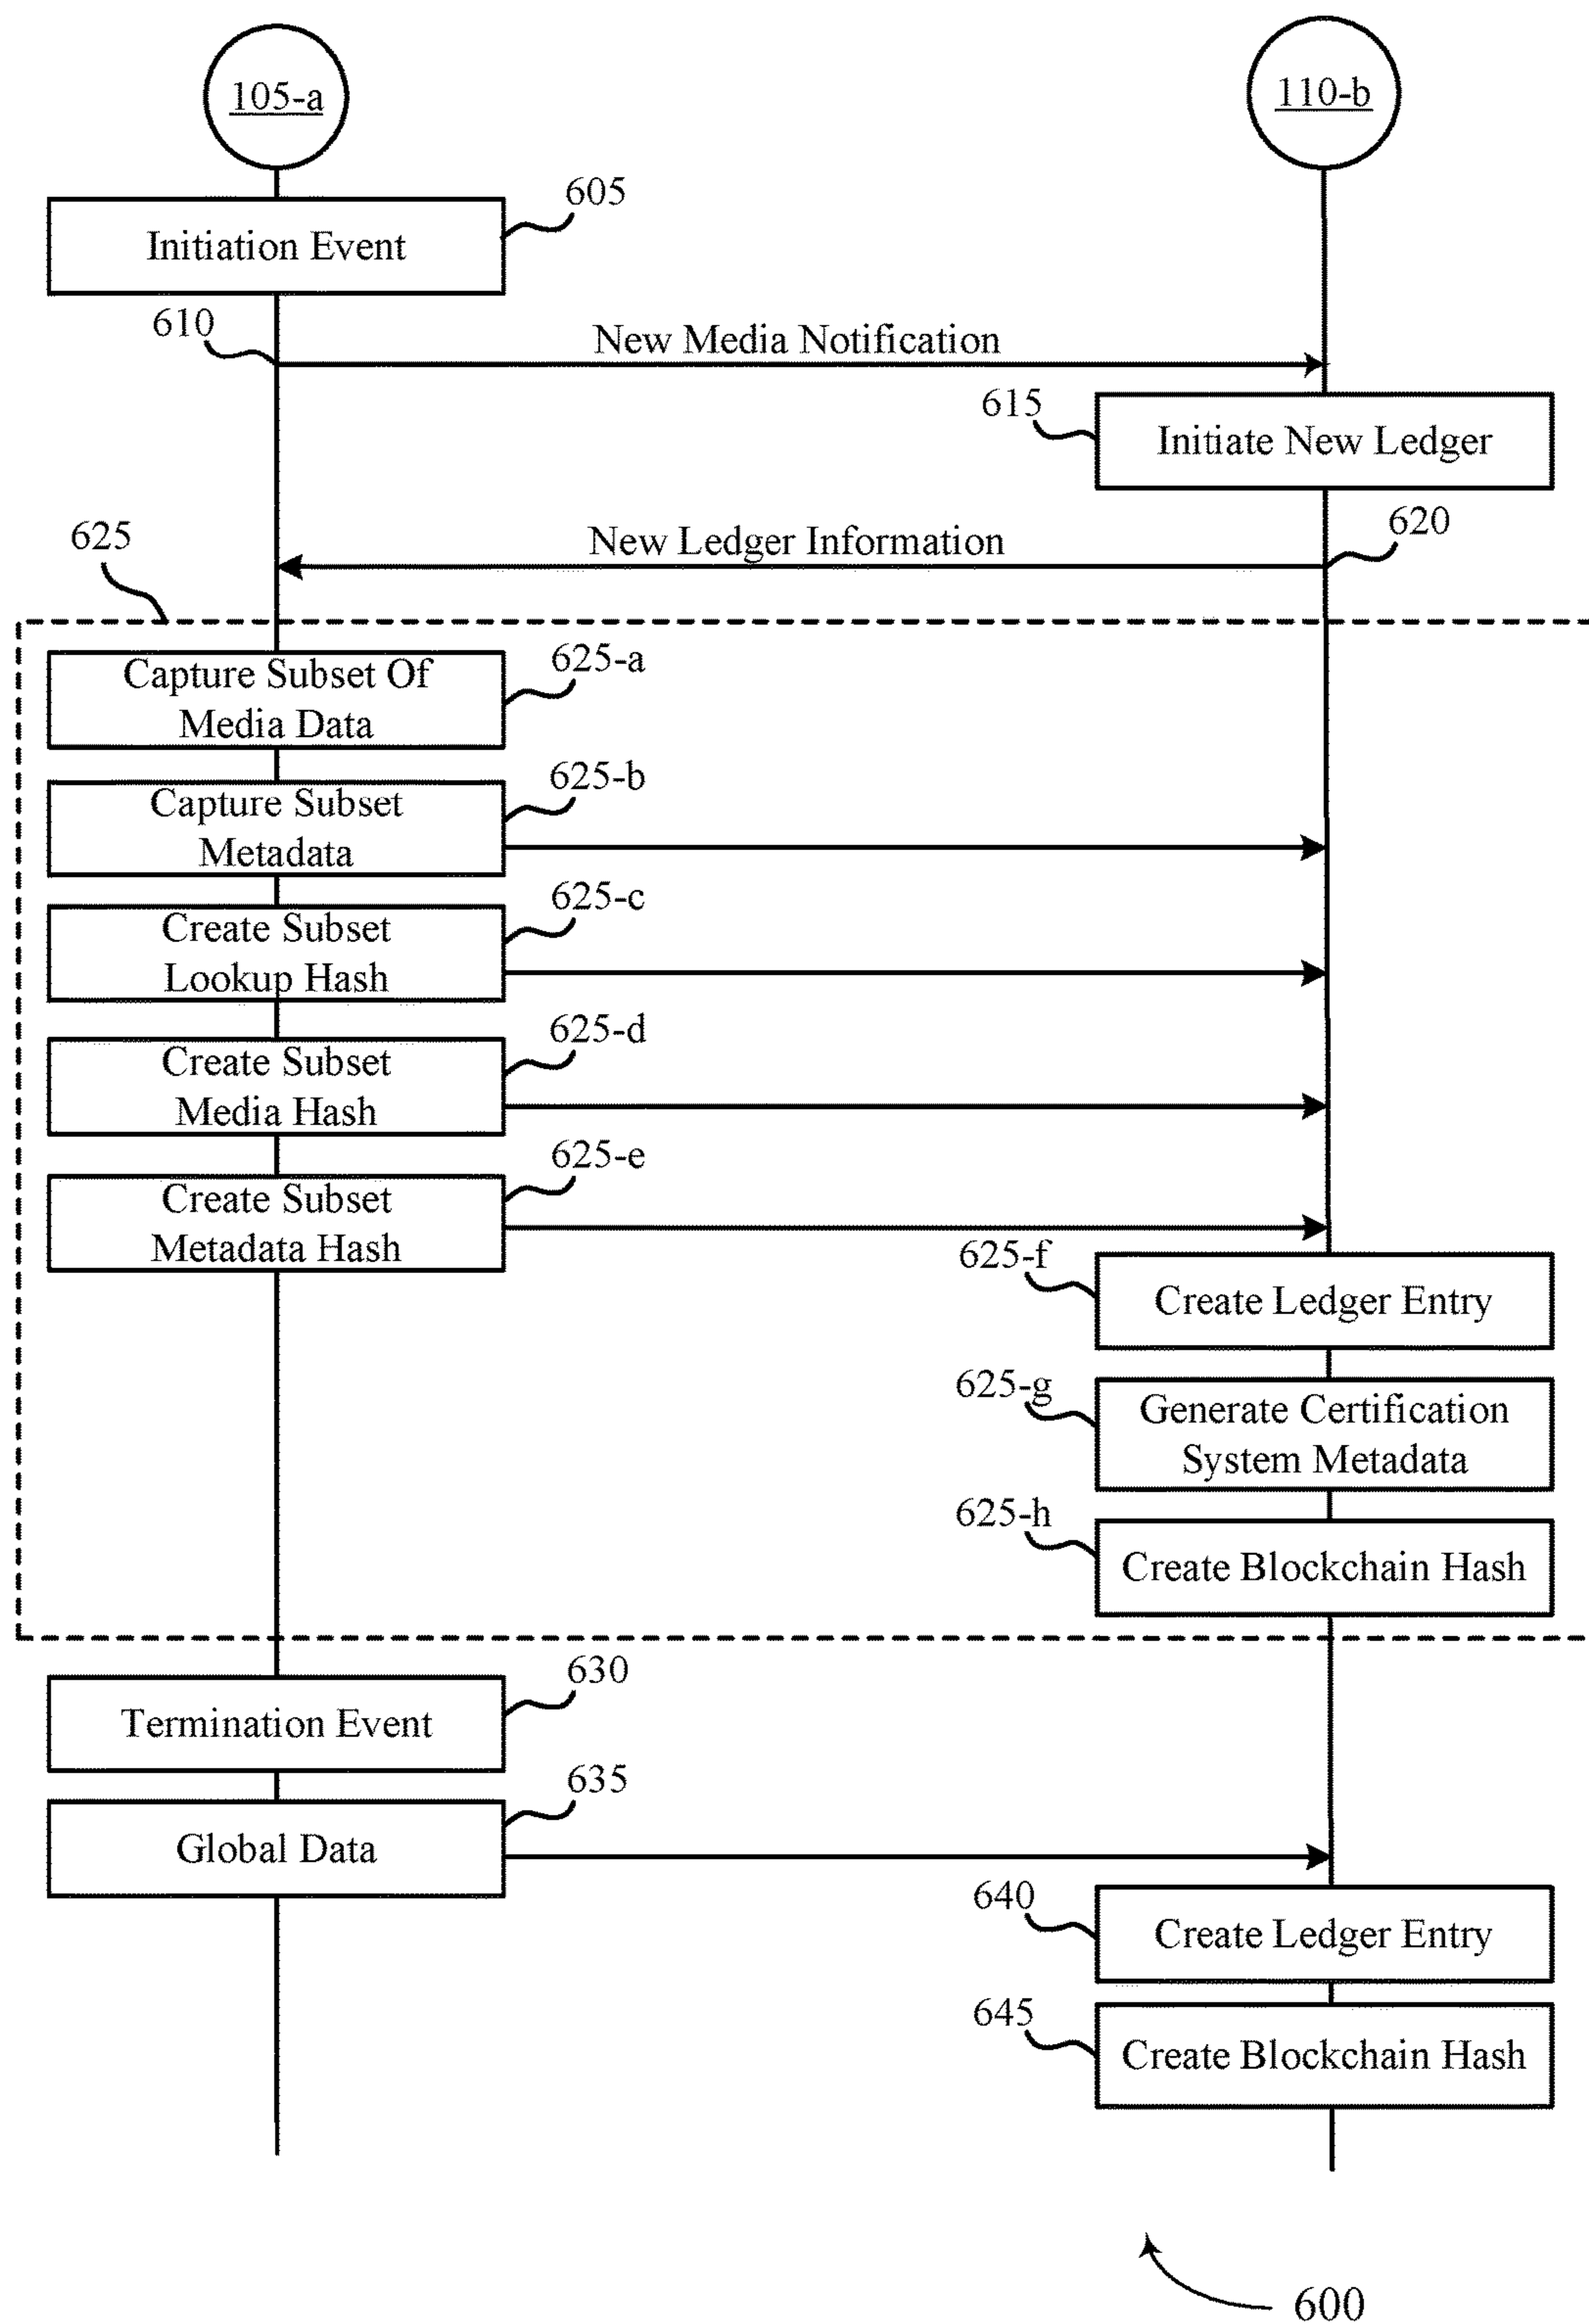 105-a
110-b
605
Initiation Event
610
New Media Notification
615
Initiate New Ledger
620
New Ledger Information
625
625-a
Capture Subset Of
Media Data
625-b
Capture Subset
Metadata
625-c
Create Subset
Lookup Hash
625-d
Create Subset
Media Hash
625-e
Create Subset
Metadata Hash
625-f
Create Ledger Entry
625-g
Generate Certification
System Metadata
625-h
Create Blockchain Hash
630
Termination Event
635
Global Data
640
Create Ledger Entry
645
Create Blockchain Hash
600